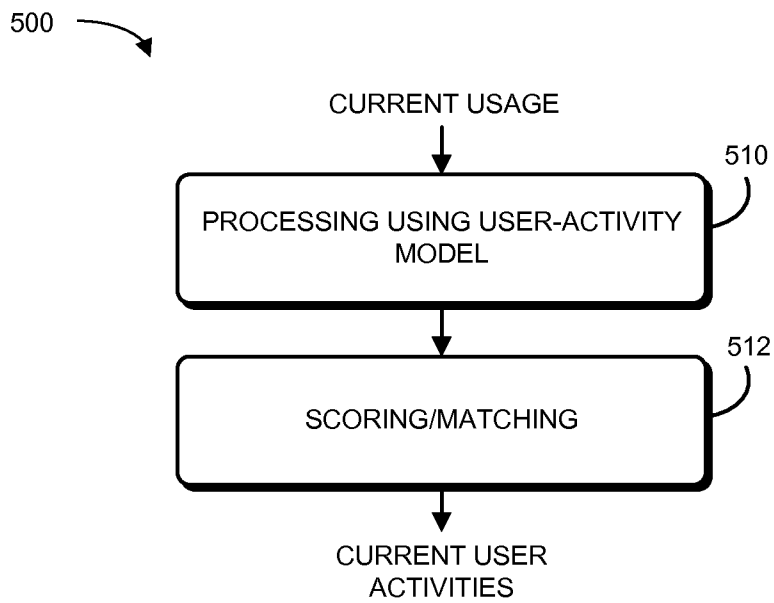 500
CURRENT USAGE
510
PROCESSING USING USER-ACTIVITY
MODEL
512
SCORING/MATCHING
CURRENT USER
ACTIVITIES